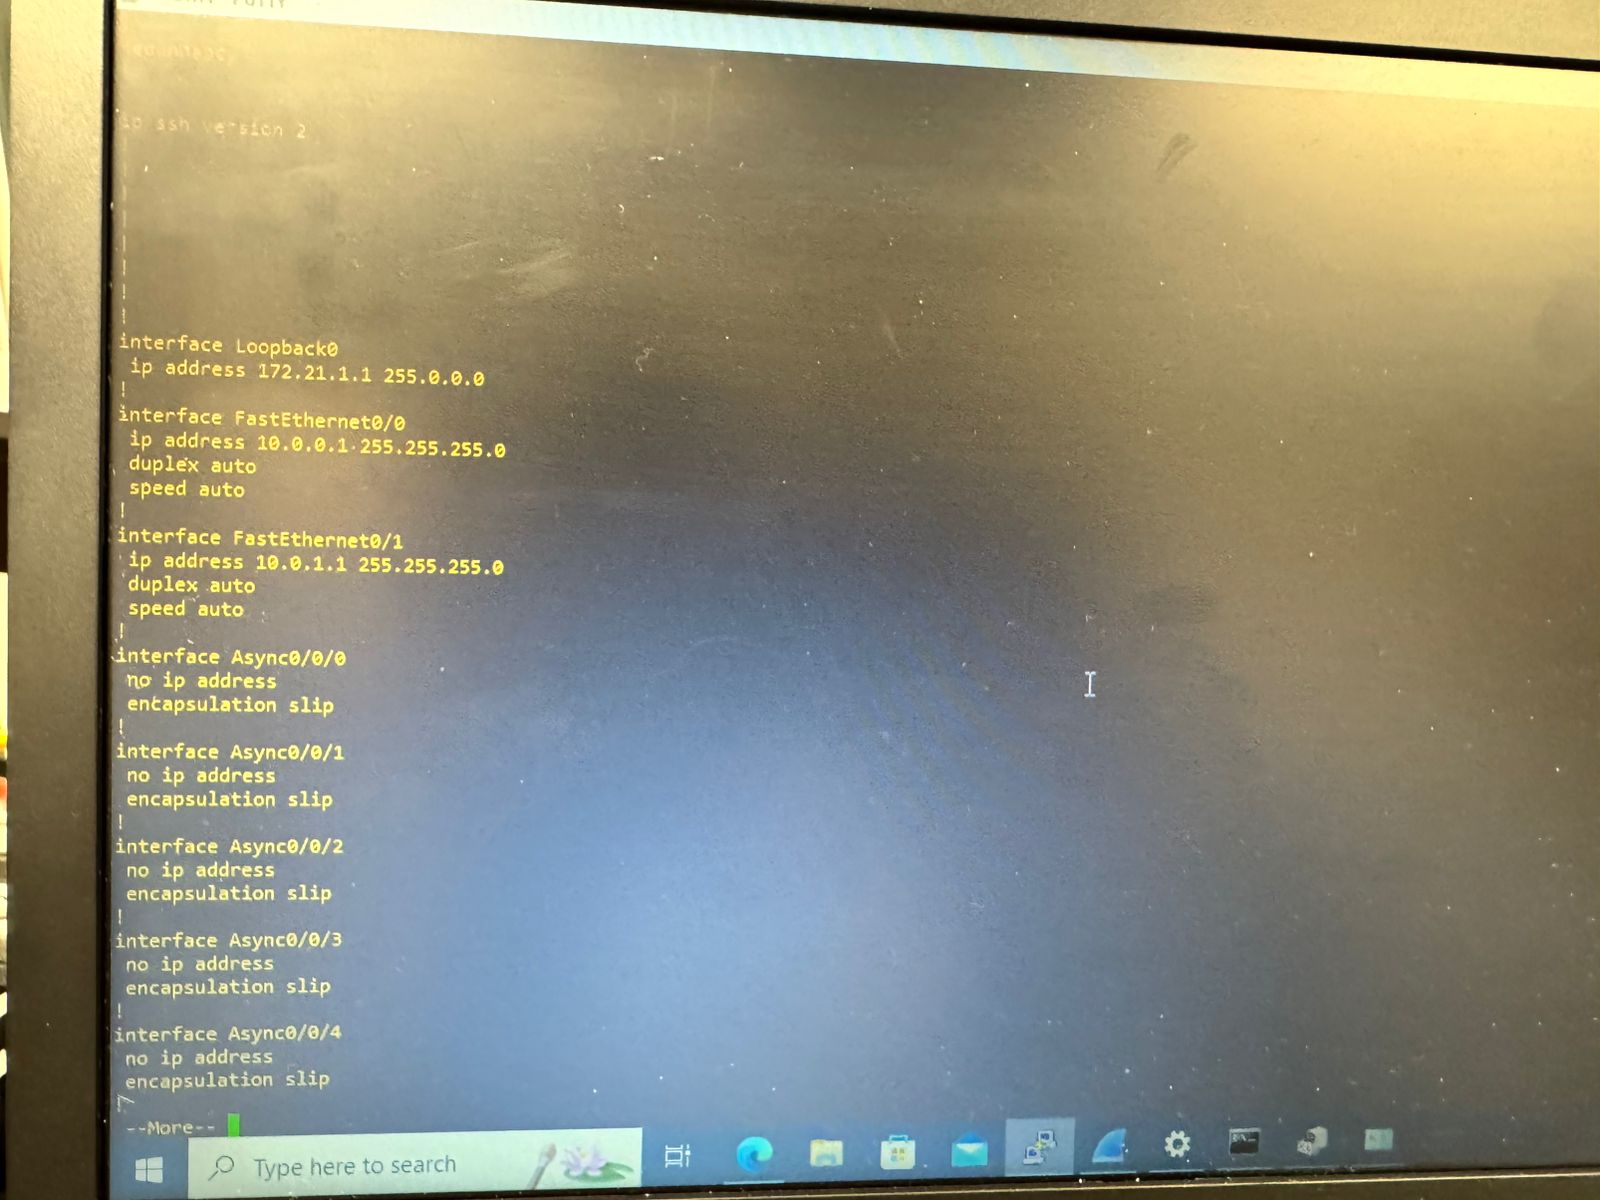 PuTTY
ip ssh version 2
!
!
!
!
!
!
!
!
interface Loopback0
ip address 172.21.1.1 255.0.0.0
!
interface FastEthernet0/0
ip address 10.0.0.1 255.255.255.0
duplex auto
speed auto
!
interface FastEthernet0/1
ip address 10.0.1.1 255.255.255.0
duplex auto
speed auto
!
interface Async0/0/0
no ip address
encapsulation slip
!
interface Async0/0/1
no ip address
encapsulation slip
!
interface Async0/0/2
no ip address
encapsulation slip
!
interface Async0/0/3
no ip address
encapsulation slip
!
interface Async0/0/4
no ip address
encapsulation slip
--More--
Type here to search